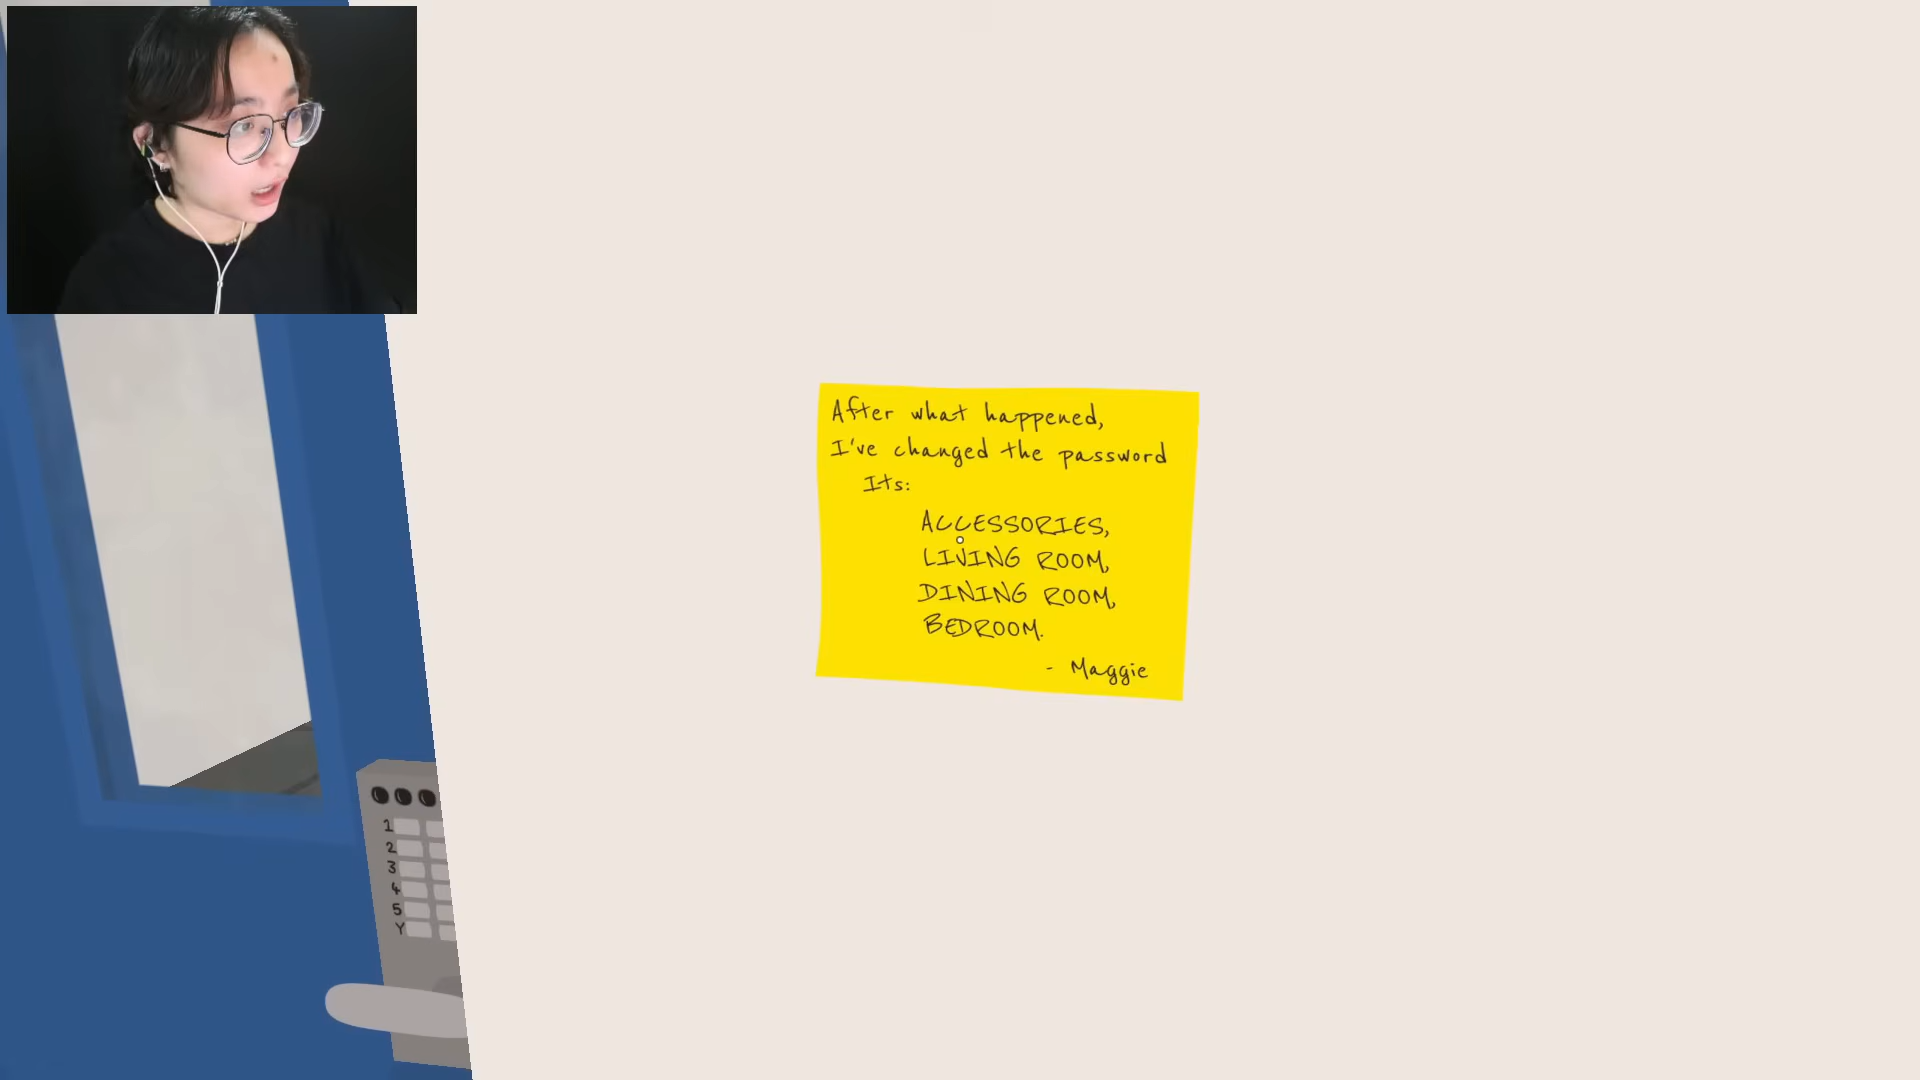 After what happened,
I've changed the password
Its:
ACCESSORIES,
LIVING ROOM,
DINING ROOM,
BEDROOM.
- Maggie
1
2
3
4
5
Y